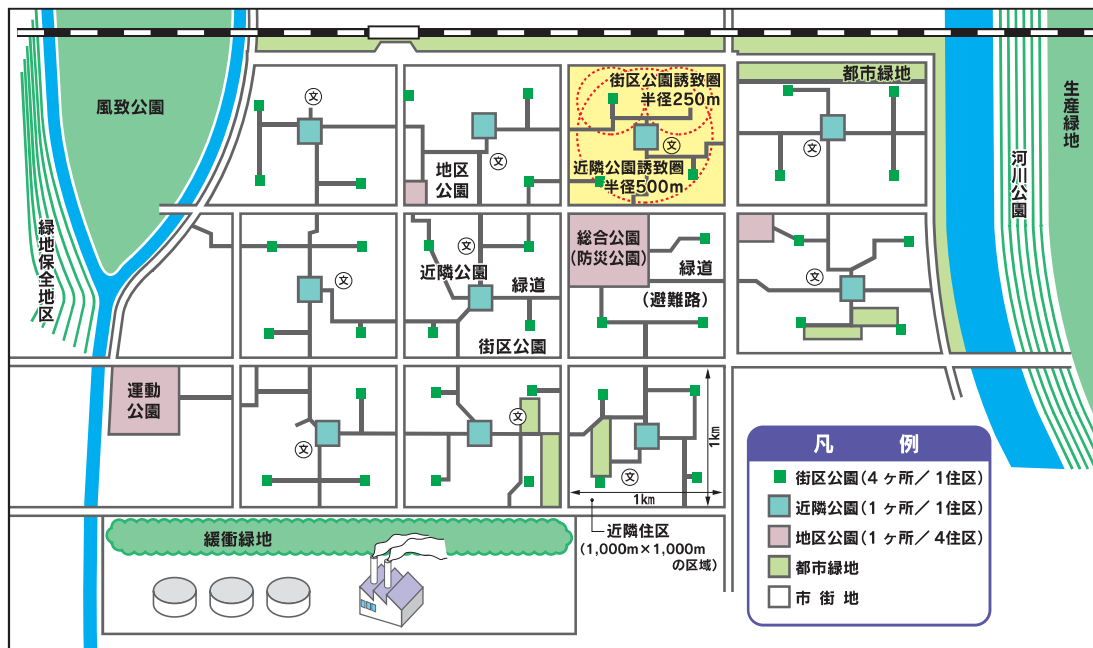 風致公園
緑地保全地区
文
文
地区
公園
街区公園誘致圏
半径250m
文
近隣公園誘致圏
半径500m
都市緑地
文
河川公園
生産緑地
文
近隣公園
文
緑道
街区公園
総合公園
(防災公園)
緑道
(避難路)
文
運動
公園
文
文
文
1km
1km
近隣住区
(1,000m×1,000m
の区域)
緩衝緑地
凡 例
街区公園(4ヶ所/1住区)
近隣公園(1ヶ所/1住区)
地区公園(1ヶ所/4住区)
都市緑地
市街地